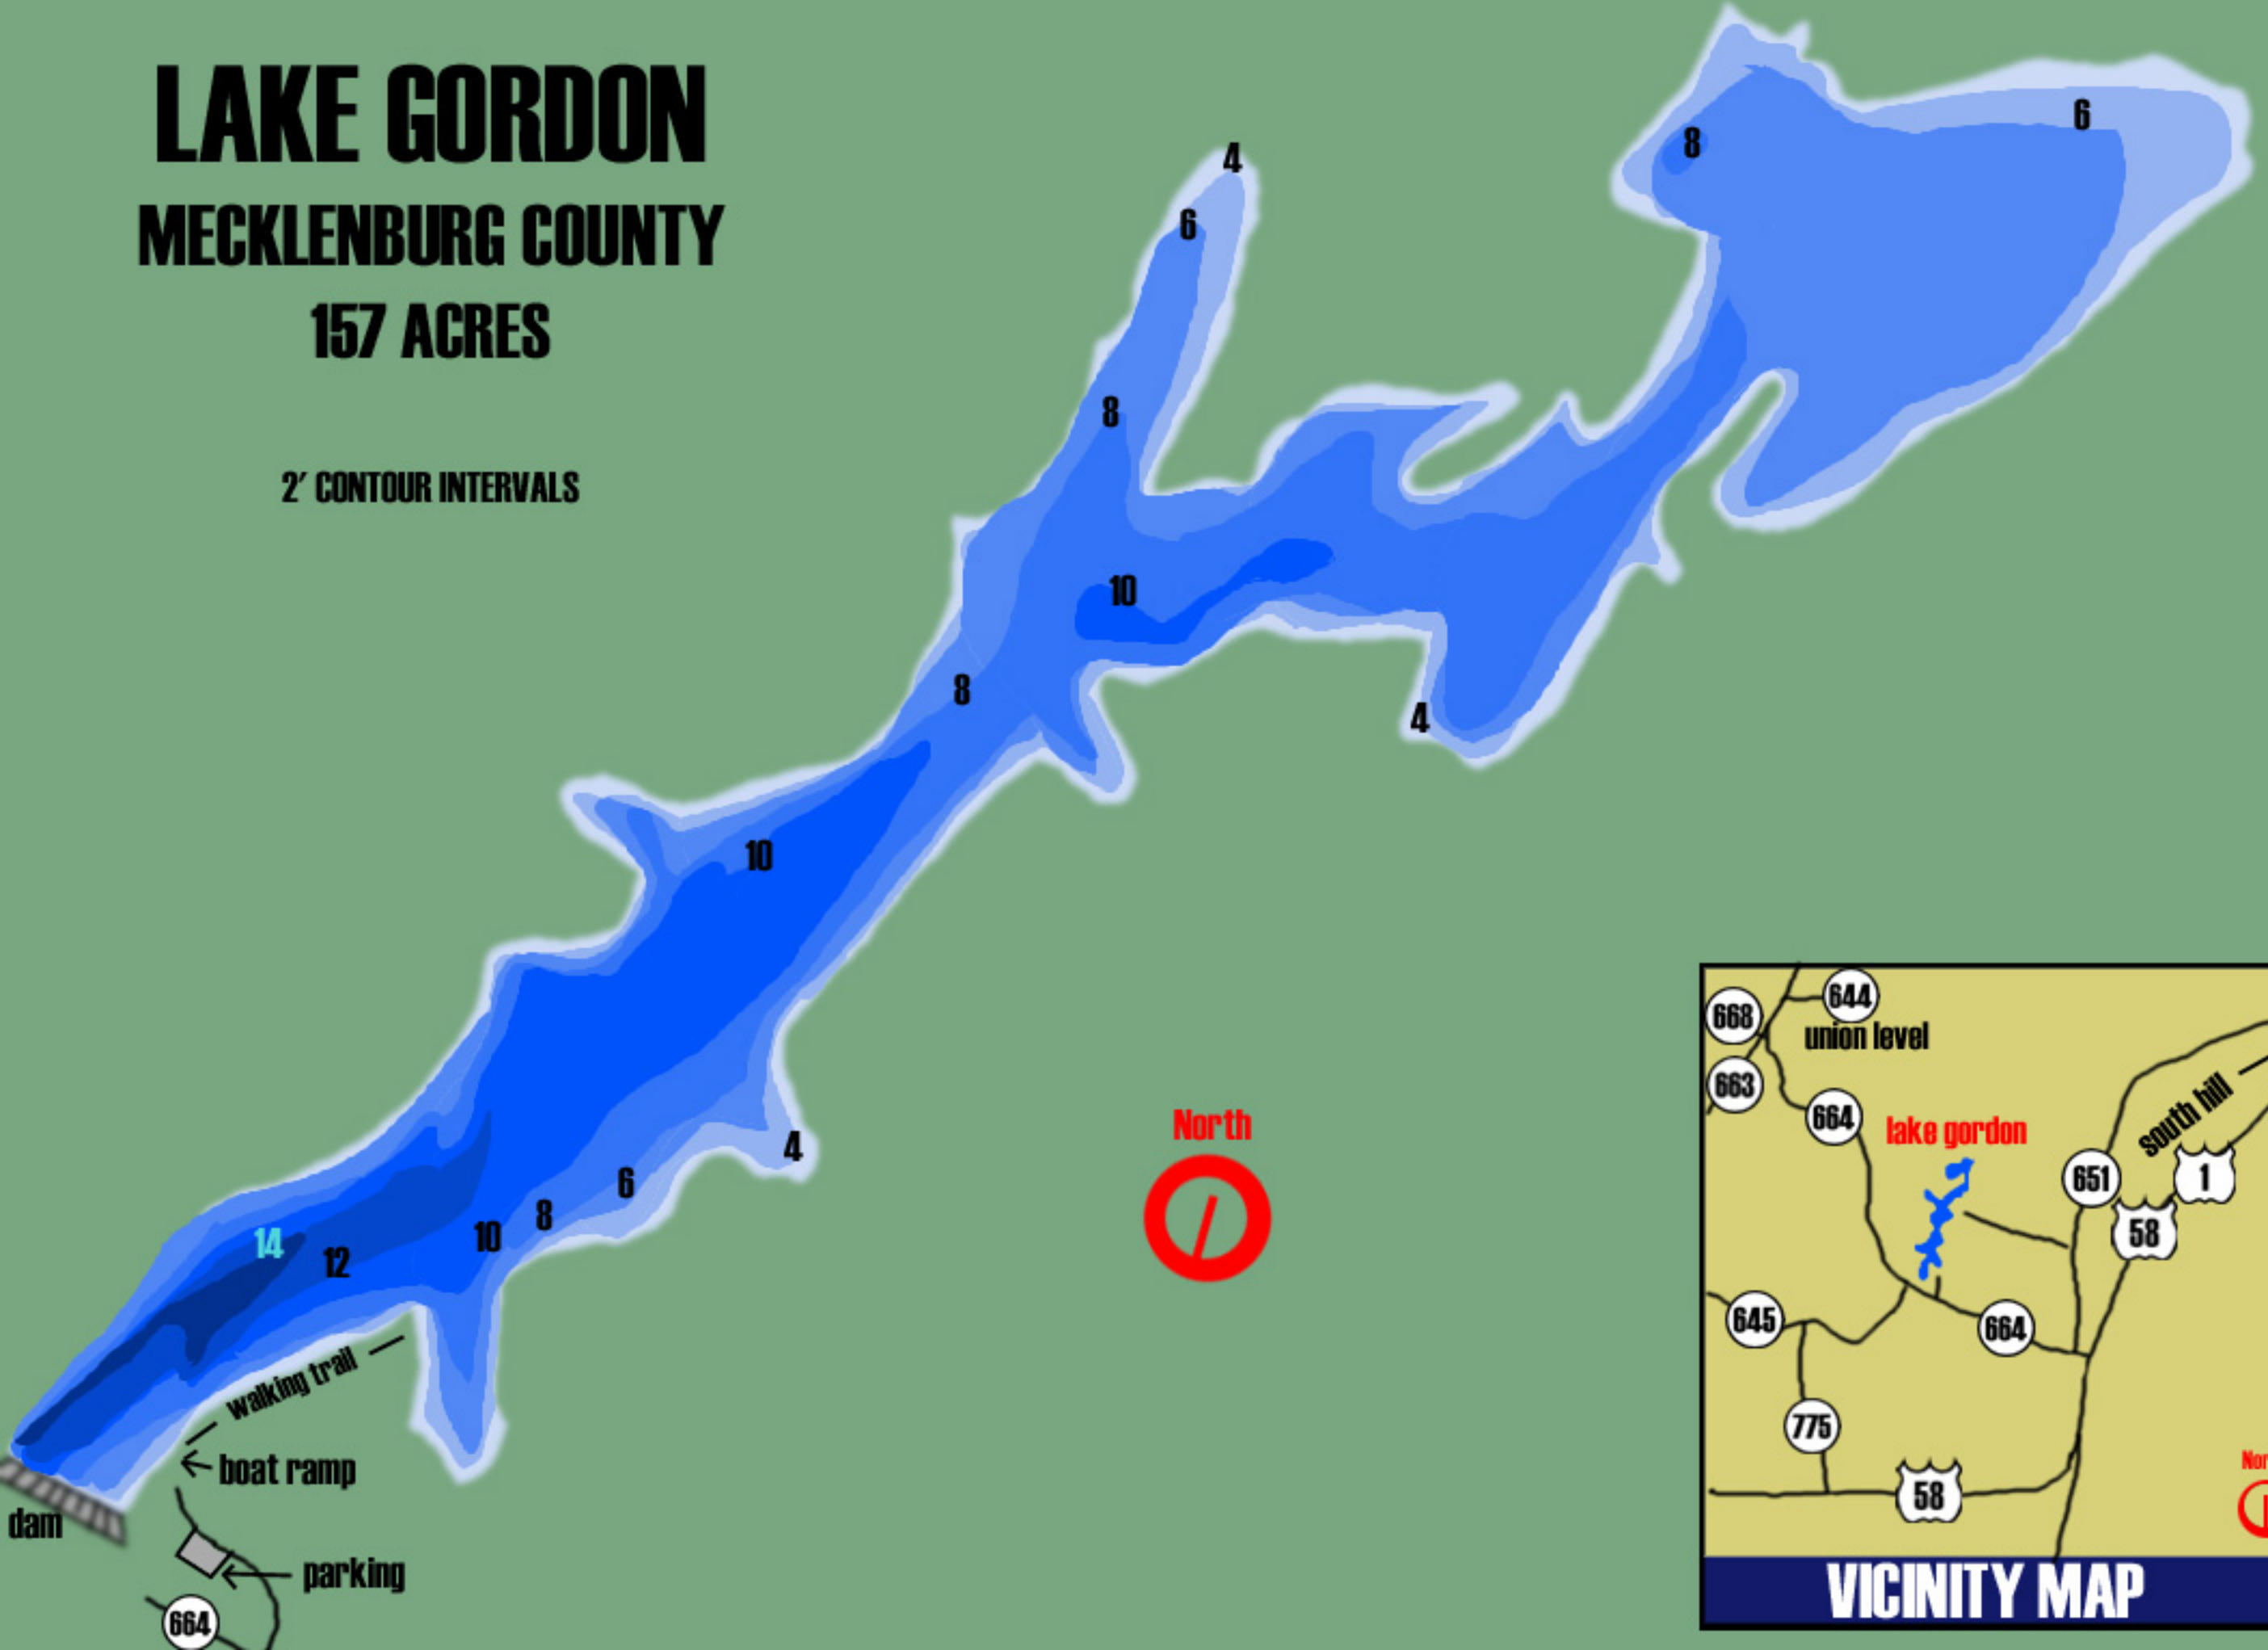 LAKE GORDON
MECKLENBURG COUNTY
157 ACRES
2' CONTOUR INTERVALS
4
6
8
8
6
10
8
4
10
4
6
8
10
14
12
walking trail
boat ramp
dam
parking
664
North
668
644
union level
663
664
lake gordon
south hill
651
1
58
645
664
775
58
VICINITY MAP